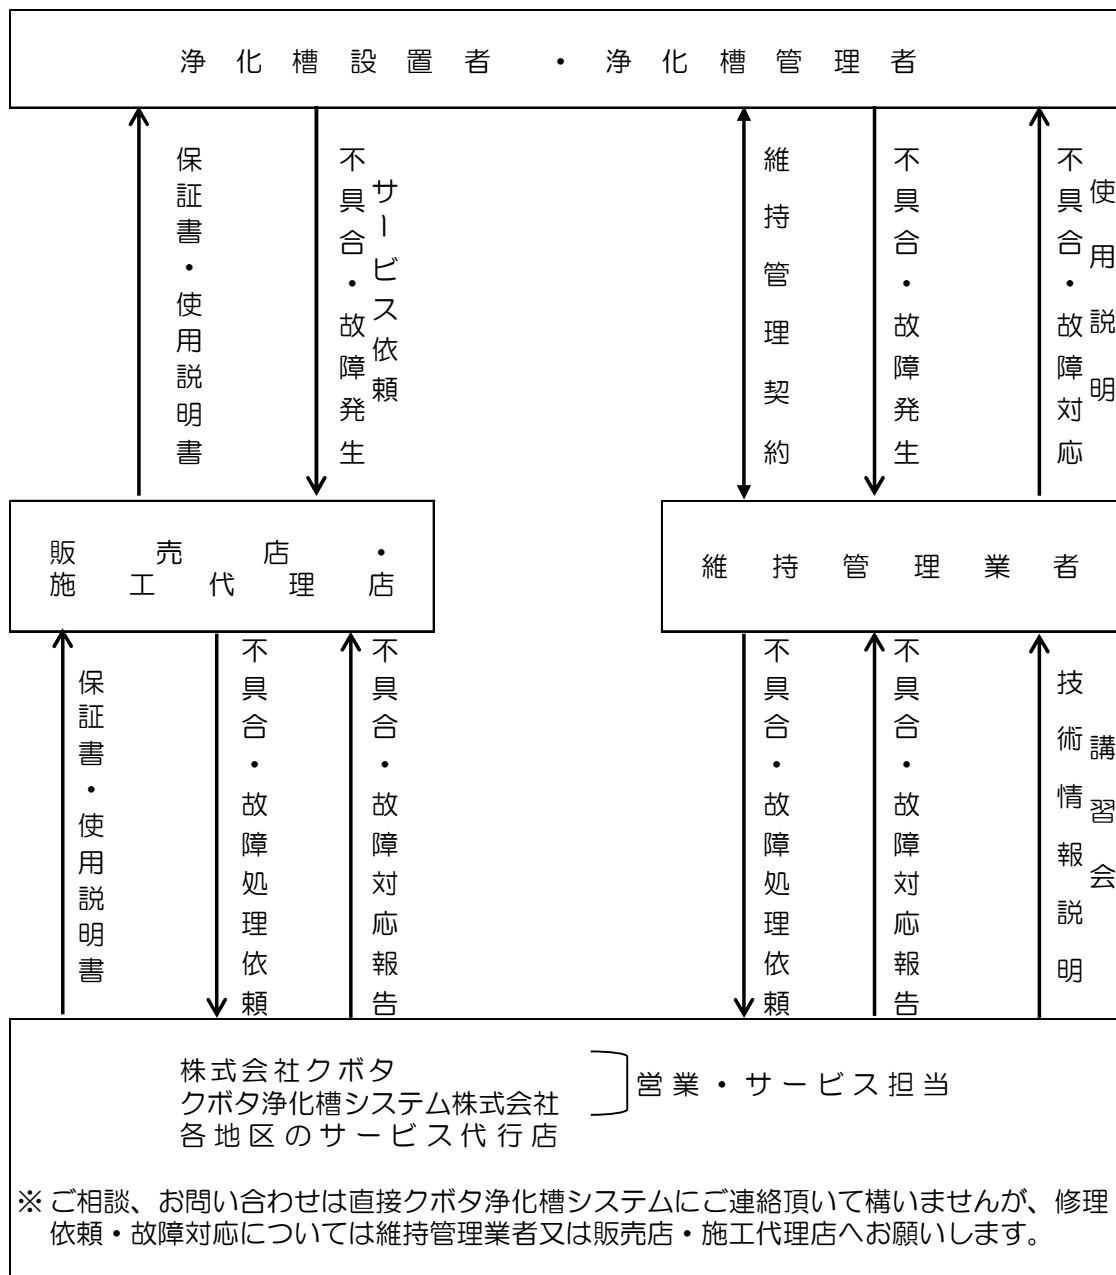 浄化槽設置者・浄化槽管理者
保証書・使用説明書
不具合・故障発生
サービス依頼
維持管理契約
不具合・故障発生
不具合・故障対応
使用説明
販売店・
施工代理店
維持管理業者
保証書・使用説明書
不具合・故障処理依頼
不具合・故障対応報告
不具合・故障処理依頼
不具合・故障対応報告
技術情報説明
講習会
株式会社クボタ
クボタ浄化槽システム株式会社
各地区のサービス代行店
営業・サービス担当
※ご相談、お問い合わせは直接クボタ浄化槽システムにご連絡頂いて構いませんが、修理
依頼・故障対応については維持管理業者又は販売店・施工代理店へお願いします。